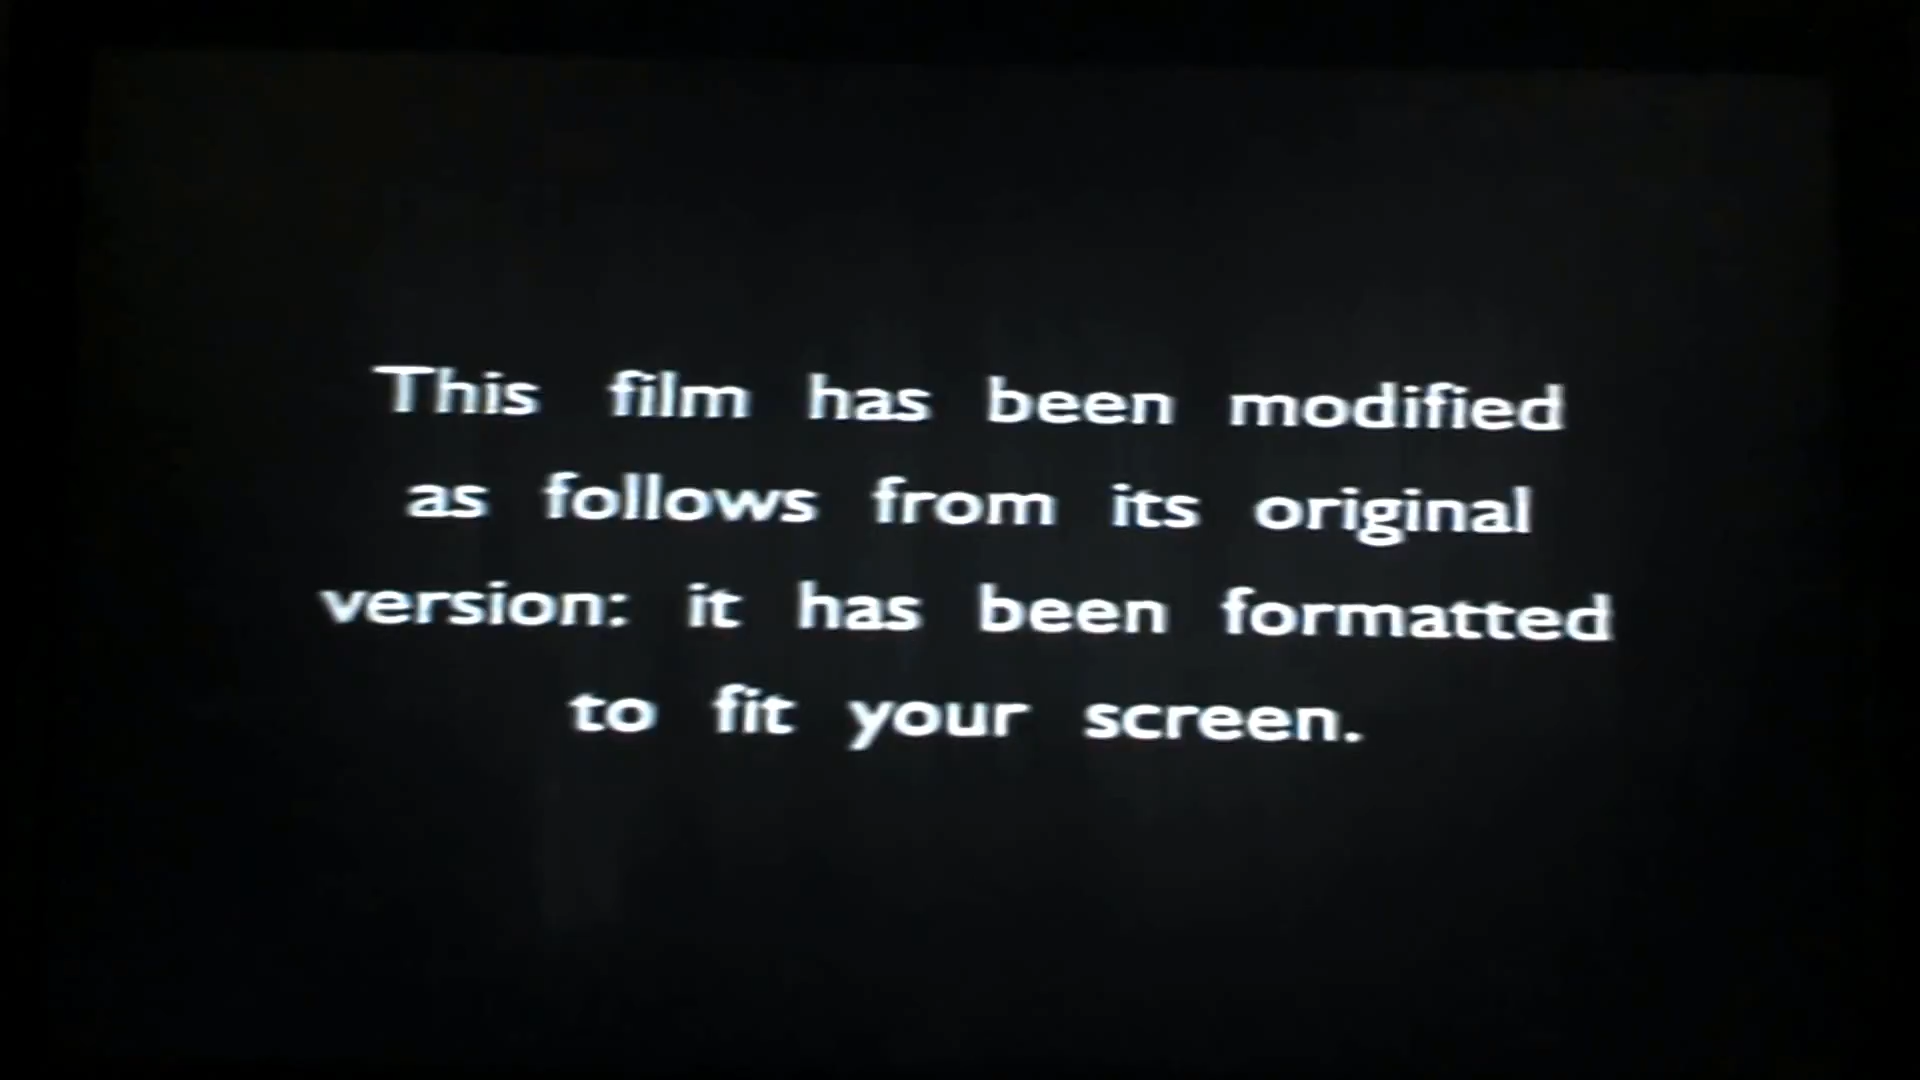 This film has been modified
as follows from its original
version: it has been formatted
to fit your screen.